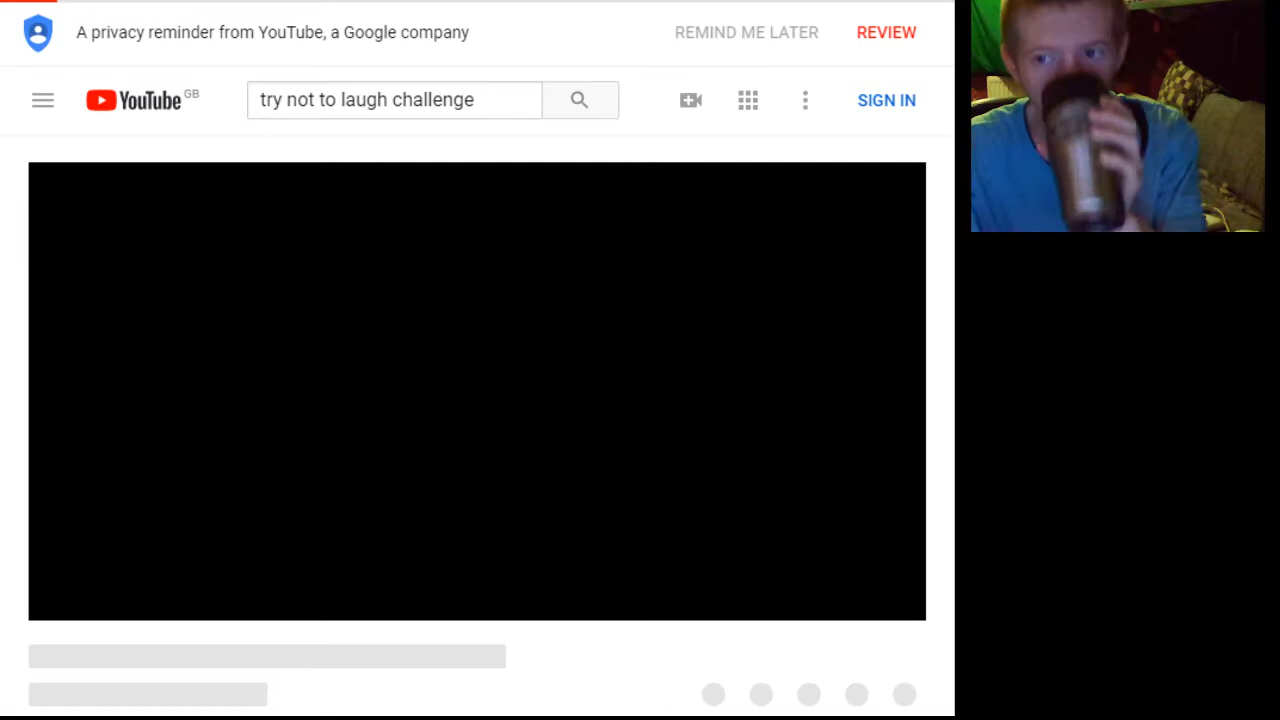 A privacy reminder from YouTube, a Google company
REMIND ME LATER
REVIEW
YouTube GB
try not to laugh challenge
SIGN IN